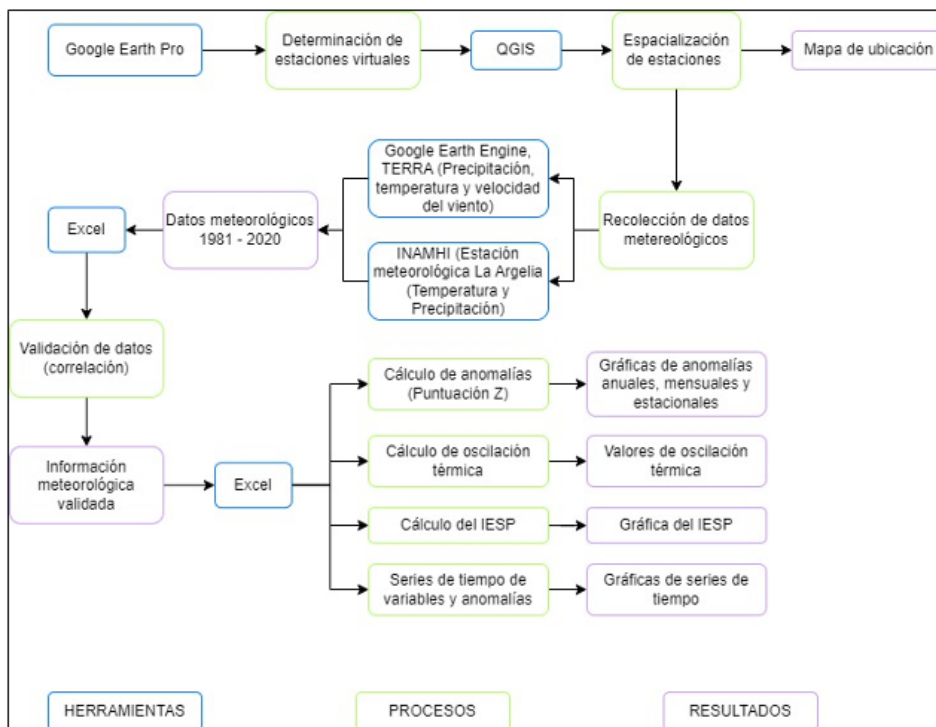 Google Earth Pro
Determinación de
estaciones virtuales
QGIS
Espacialización
de estaciones
Mapa de ubicación
Google Earth Engine,
TERRA (Precipitación,
temperatura y velocidad
del viento)
Recolección de datos
metereológicos
Datos meteorológicos
1981 - 2020
Excel
INAMHI (Estación
meteorológica La Argelia
(Temperatura y
Precipitación)
Validación de datos
(correlación)
Información
meteorológica
validada
Excel
Cálculo de anomalías
(Puntuación Z)
Gráficas de anomalías
anuales, mensuales y
estacionales
Cálculo de oscilación
térmica
Valores de oscilación
térmica
Cálculo del IESP
Gráfica del IESP
Series de tiempo de
variables y anomalías
Gráficas de series de
tiempo
HERRAMIENTAS
PROCESOS
RESULTADOS